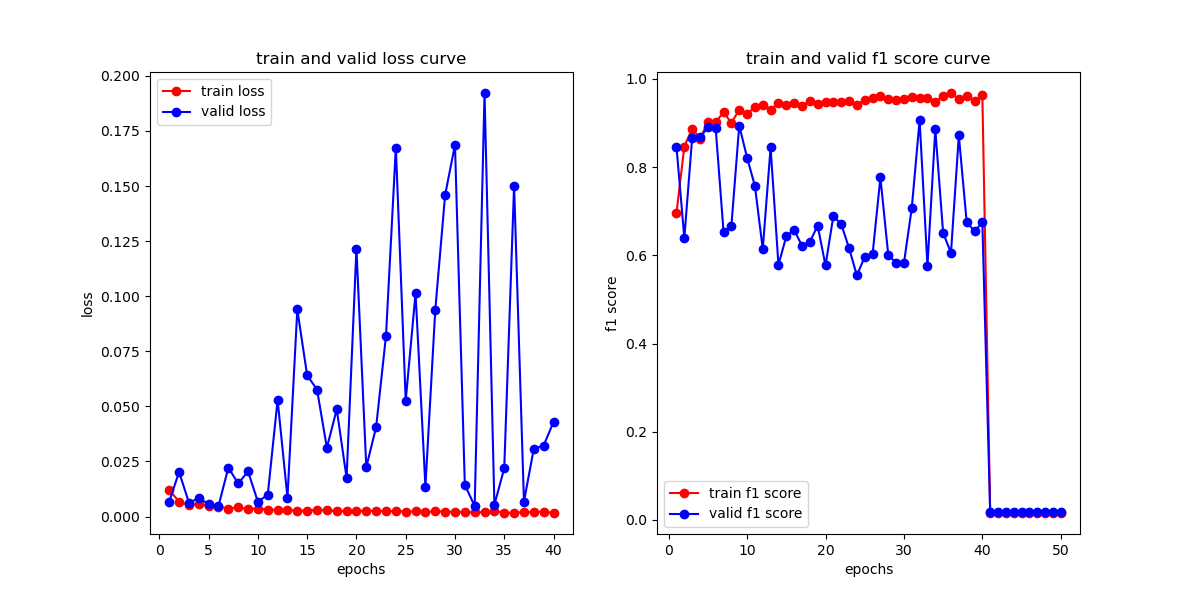 train and valid loss curve
0.200
0.175
0.150
0.125
0.100
0.075
0.050
0.025
0.000
loss
train loss
valid loss
0 5 10 15 20 25 30 35 40
epochs
train and valid f1 score curve
1.0
0.8
0.6
0.4
0.2
0.0
f1 score
train f1 score
valid f1 score
0 10 20 30 40 50
epochs